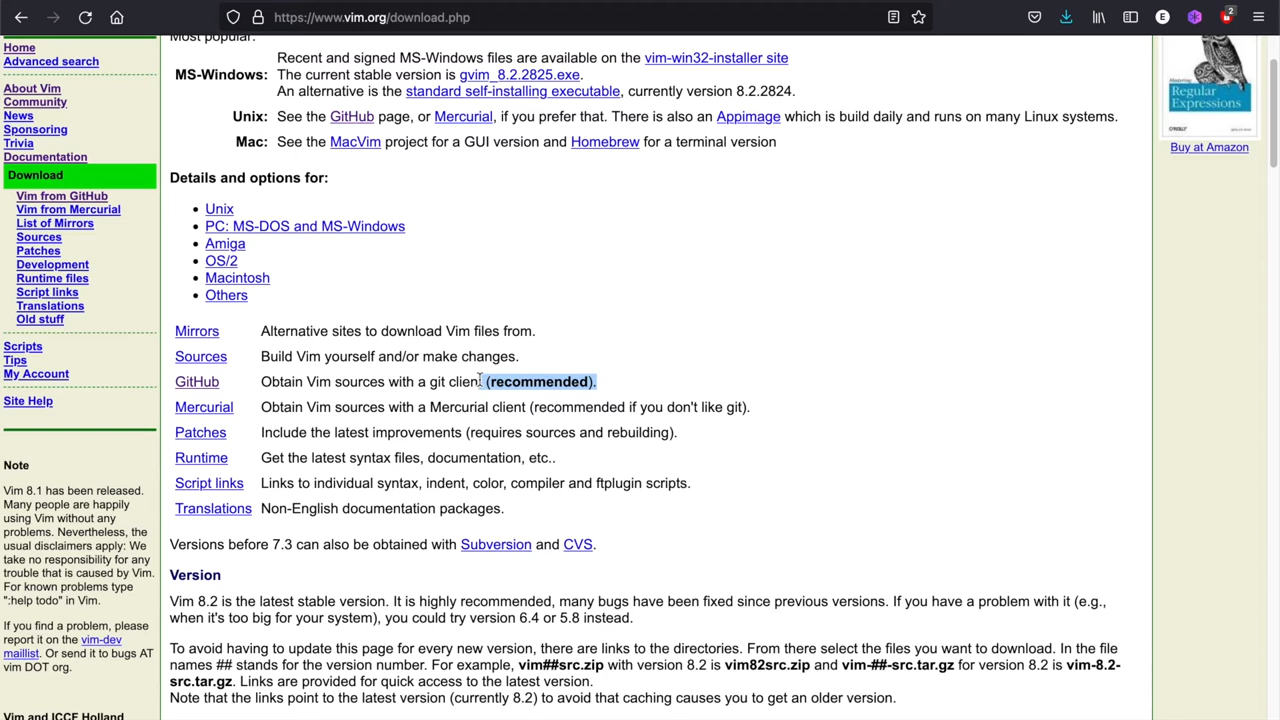 https://www.vim.org/download.php
E
2
Home
Advanced search
About Vim
Community
News
Sponsoring
Trivia
Documentation
Download
Vim from GitHub
Vim from Mercurial
List of Mirrors
Sources
Patches
Development
Runtime files
Script links
Translations
Old stuff
Scripts
Tips
My Account
Site Help
Note
Vim 8.1 has been released.
Many people are happily
using Vim without any
problems. Nevertheless, the
usual disclaimers apply: We
take no responsibility for any
trouble that is caused by Vim.
For known problems type
":help todo" in Vim.
If you find a problem, please
report it on the vim-dev
maillist. Or send it to bugs AT
vim DOT org.
Vim and ICCF Holland
Most popular:
Recent and signed MS-Windows files are available on the vim-win32-installer site
MS-Windows: The current stable version is gvim_8.2.2825.exe.
An alternative is the standard self-installing executable, currently version 8.2.2824.
Unix: See the GitHub page, or Mercurial, if you prefer that. There is also an Appimage which is build daily and runs on many Linux systems.
Mac: See the MacVim project for a GUI version and Homebrew for a terminal version
Details and options for:
Unix
PC: MS-DOS and MS-Windows
Amiga
OS/2
Macintosh
Others
Mirrors Alternative sites to download Vim files from.
Sources Build Vim yourself and/or make changes.
GitHub Obtain Vim sources with a git client (recommended).
Mercurial Obtain Vim sources with a Mercurial client (recommended if you don't like git).
Patches Include the latest improvements (requires sources and rebuilding).
Runtime Get the latest syntax files, documentation, etc..
Script links Links to individual syntax, indent, color, compiler and ftplugin scripts.
Translations Non-English documentation packages.
Versions before 7.3 can also be obtained with Subversion and CVS.
Version
Vim 8.2 is the latest stable version. It is highly recommended, many bugs have been fixed since previous versions. If you have a problem with it (e.g.,
when it's too big for your system), you could try version 6.4 or 5.8 instead.
To avoid having to update this page for every new version, there are links to the directories. From there select the files you want to download. In the file
names ## stands for the version number. For example, vim##src.zip with version 8.2 is vim82src.zip and vim-##-src.tar.gz for version 8.2 is vim-8.2-
src.tar.gz. Links are provided for quick access to the latest version.
Note that the links point to the latest version (currently 8.2) to avoid that caching causes you to get an older version.
Mastering
Regular
Expressions
O'REILLY
Buy at Amazon